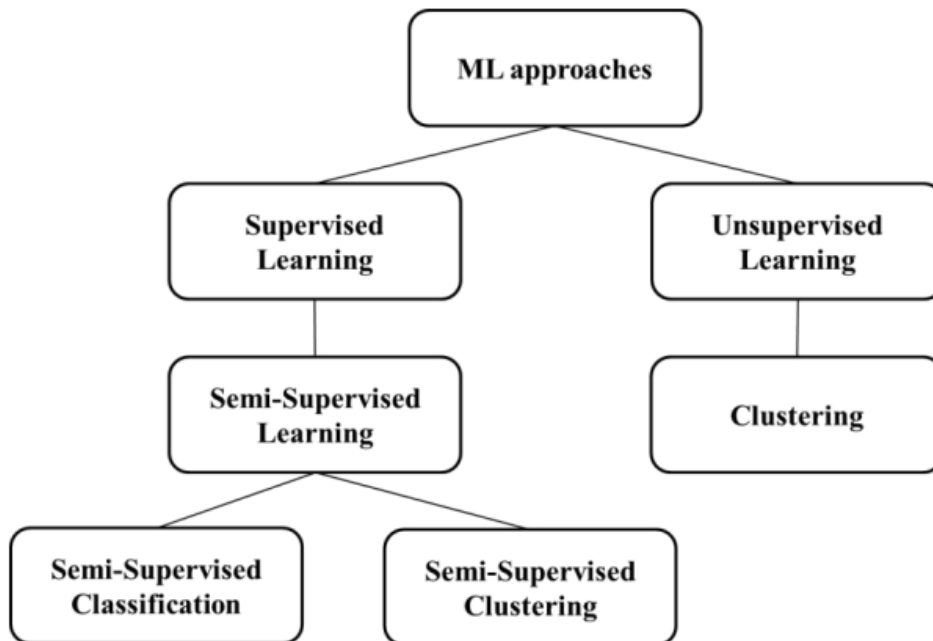 ML approaches
Supervised
Learning
Unsupervised
Learning
Semi-Supervised
Learning
Clustering
Semi-Supervised
Classification
Semi-Supervised
Clustering